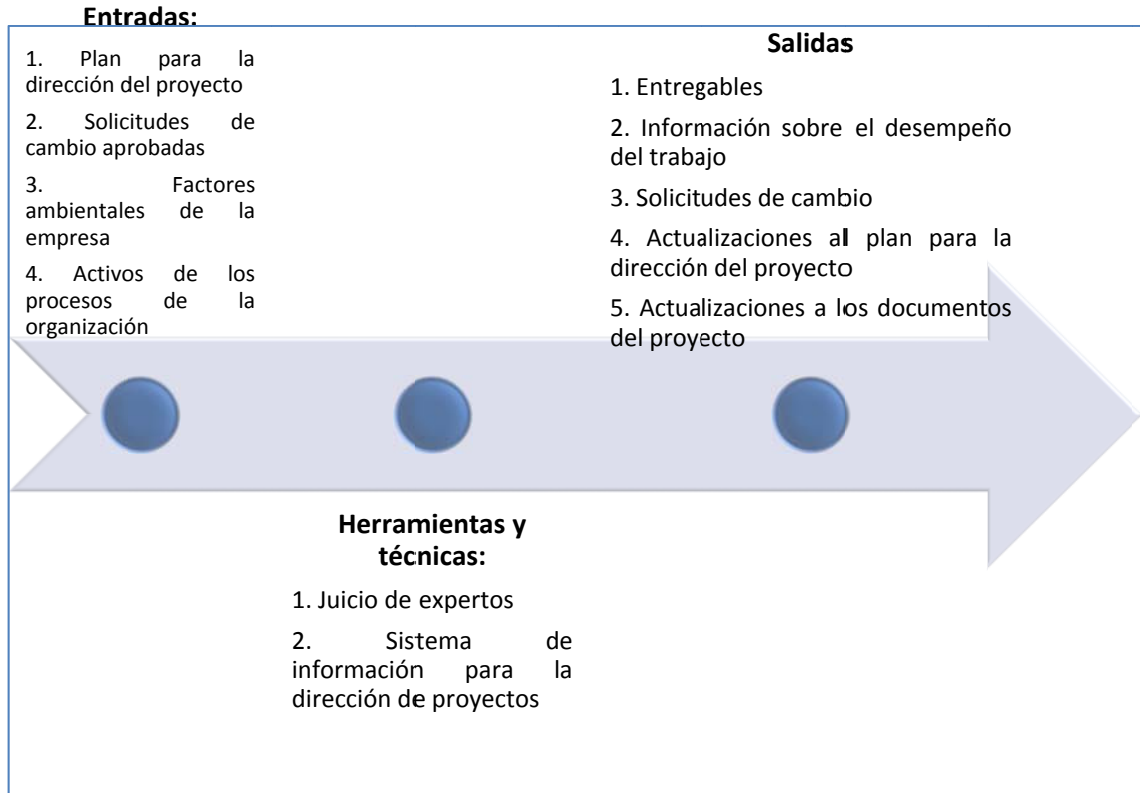 Entradas:
1. Plan para la
dirección del proyecto
2. Solicitudes de
cambio aprobadas
3. Factores
ambientales de la
empresa
4. Activos de los
procesos de la
organización
Salidas
1. Entregables
2. Información sobre el desempeño
del trabajo
3. Solicitudes de cambio
4. Actualizaciones al plan para la
dirección del proyecto
5. Actualizaciones a los documentos
del proyecto
Herramientas y
técnicas:
1. Juicio de expertos
2. Sistema de
información para la
dirección de proyectos